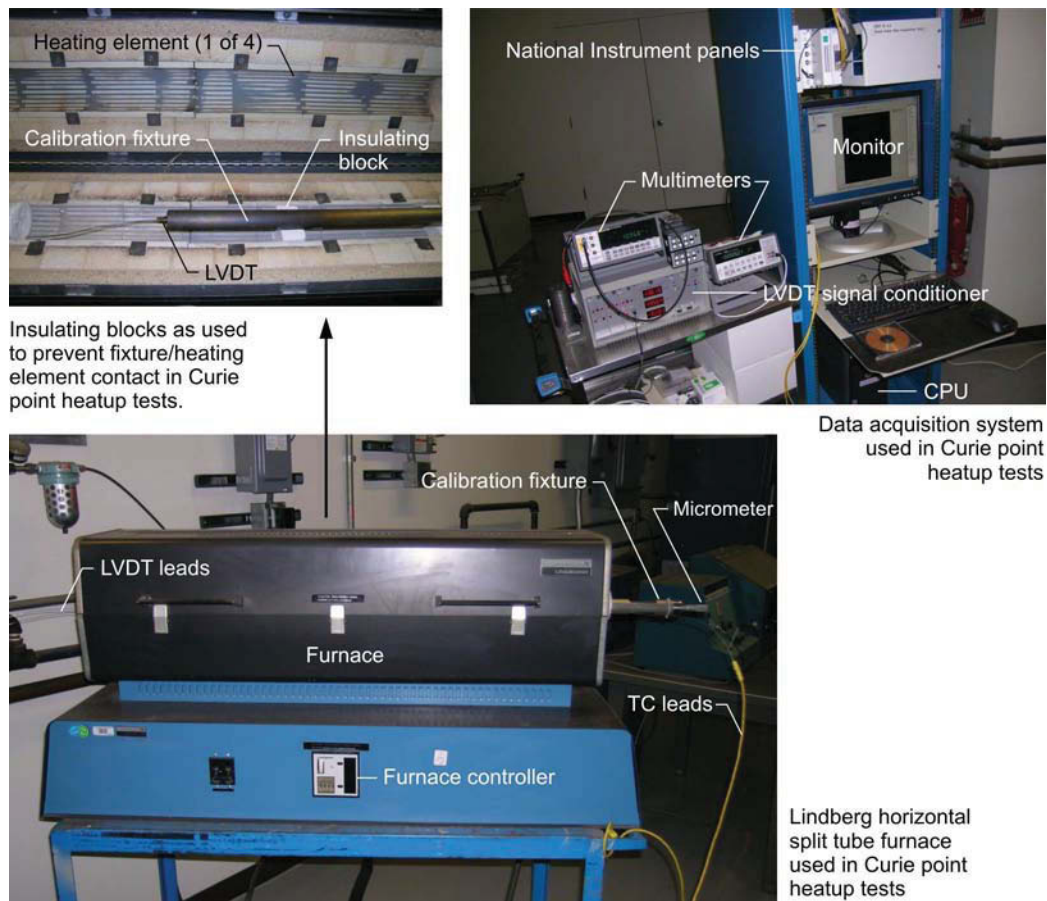 Heating element (1 of 4)
Calibration fixture
Insulating
block
LVDT
Insulating blocks as used
to prevent fixture/heating
element contact in Curie
point heatup tests.
National Instrument panels
Monitor
Multimeters
LVDT signal conditioner
CPU
Data acquisition system
used in Curie point
heatup tests
Calibration fixture
Micrometer
LVDT leads
Furnace
TC leads
Furnace controller
Lindberg horizontal
split tube furnace
used in Curie point
heatup tests